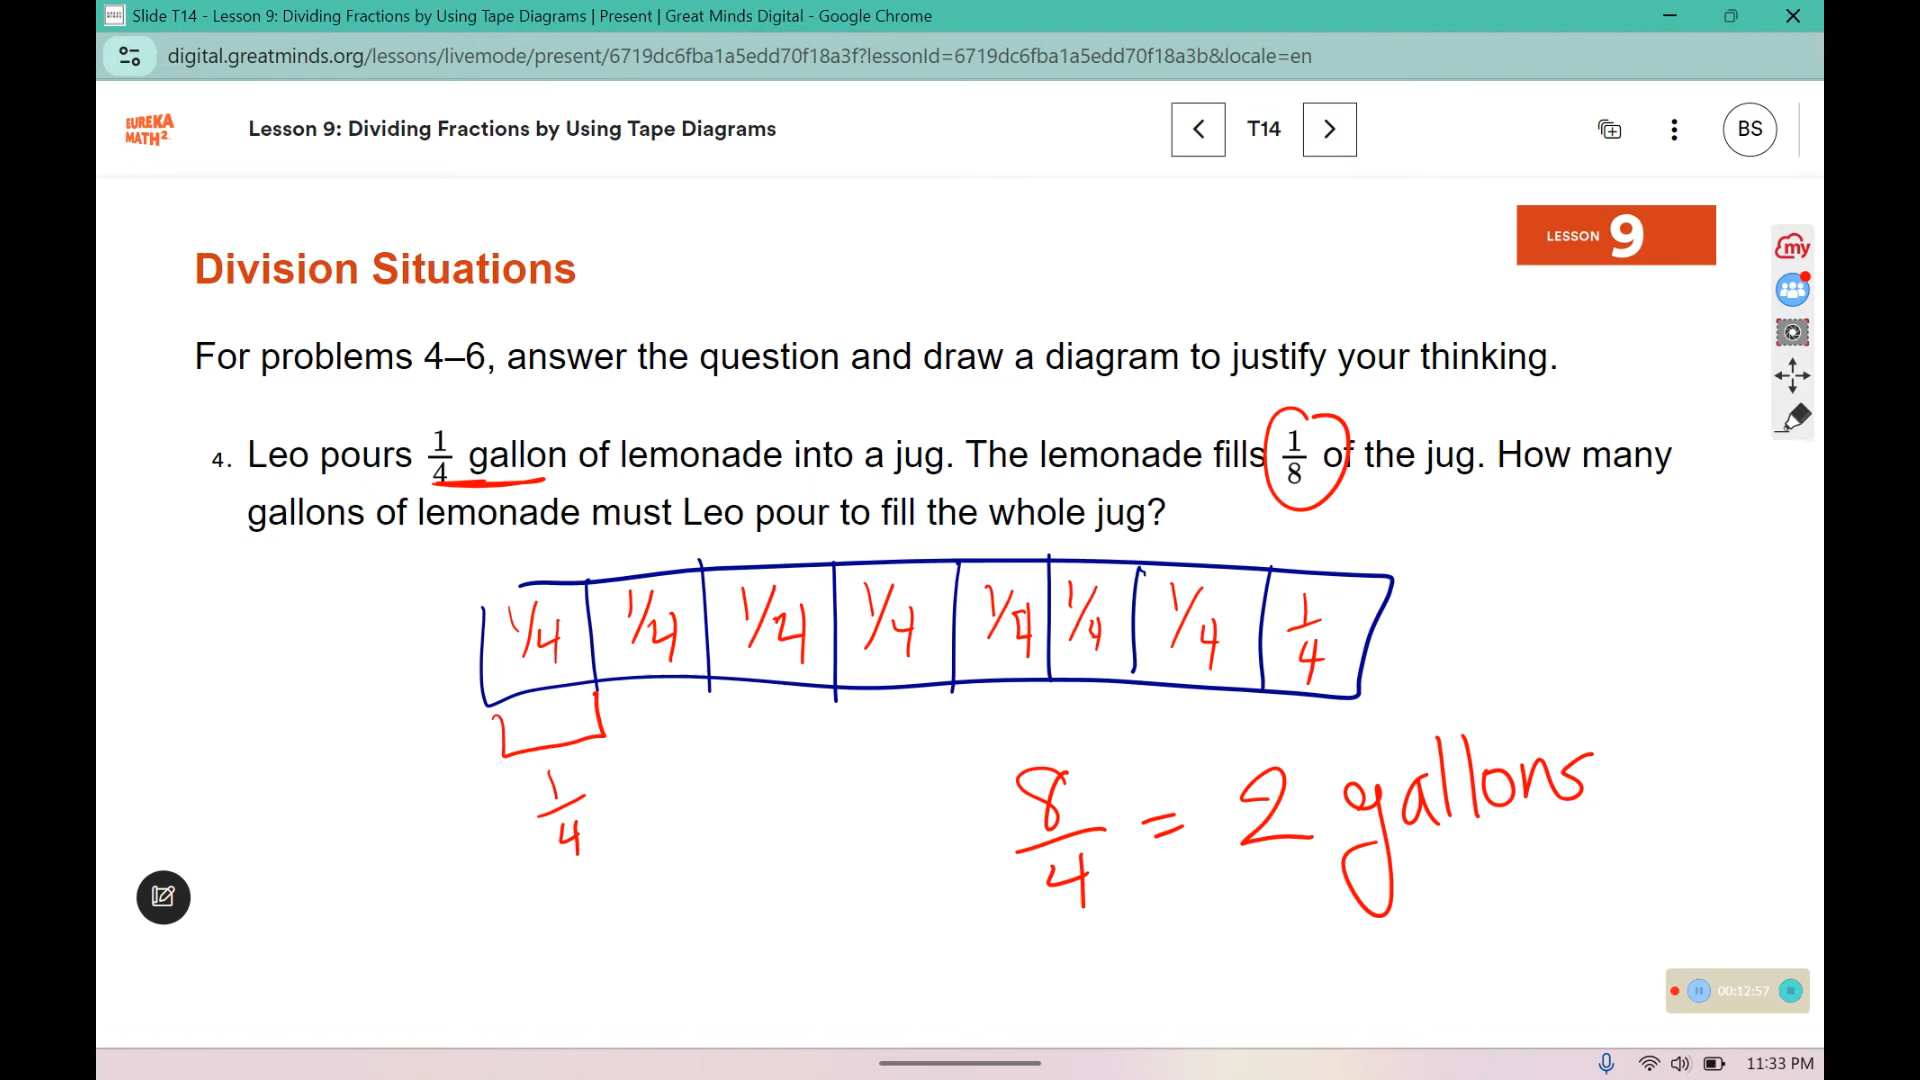 Slide T14 - Lesson 9: Dividing Fractions by Using Tape Diagrams | Present | Great Minds Digital - Google Chrome
digital.greatminds.org/lessons/livemode/present/6719dc6fba1a5edd70f18a3f?lessonId=6719dc6fba1a5edd70f18a3b&locale=en
EUREKA MATH² Lesson 9: Dividing Fractions by Using Tape Diagrams T14 BS
LESSON 9
my
Division Situations
For problems 4–6, answer the question and draw a diagram to justify your thinking.
4. Leo pours 1/4 gallon of lemonade into a jug. The lemonade fills 1/8 of the jug. How many
gallons of lemonade must Leo pour to fill the whole jug?
1/4 1/4 1/4 1/4 1/4 1/4 1/4 1/4
1/4
8/4 = 2 gallons
00:12:57
11:33 PM